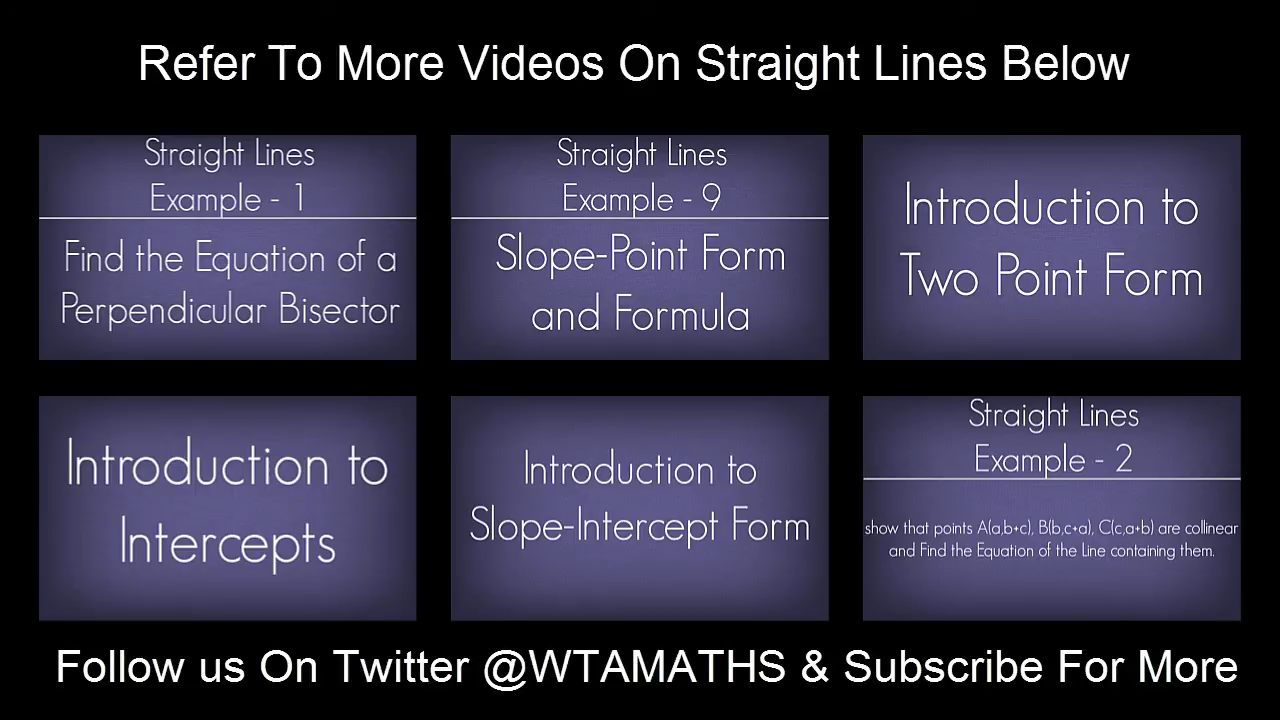 Refer To More Videos On Straight Lines Below
Straight Lines
Example - 1
Find the Equation of a
Perpendicular Bisector
Straight Lines
Example - 9
Slope-Point Form
and Formula
Introduction to
Two Point Form
Introduction to
Intercepts
Introduction to
Slope-Intercept Form
Straight Lines
Example - 2
show that points A(a,b+c), B(b,c+a), C(c,a+b) are collinear
and Find the Equation of the Line containing them.
Follow us On Twitter @WTAMATHS & Subscribe For More